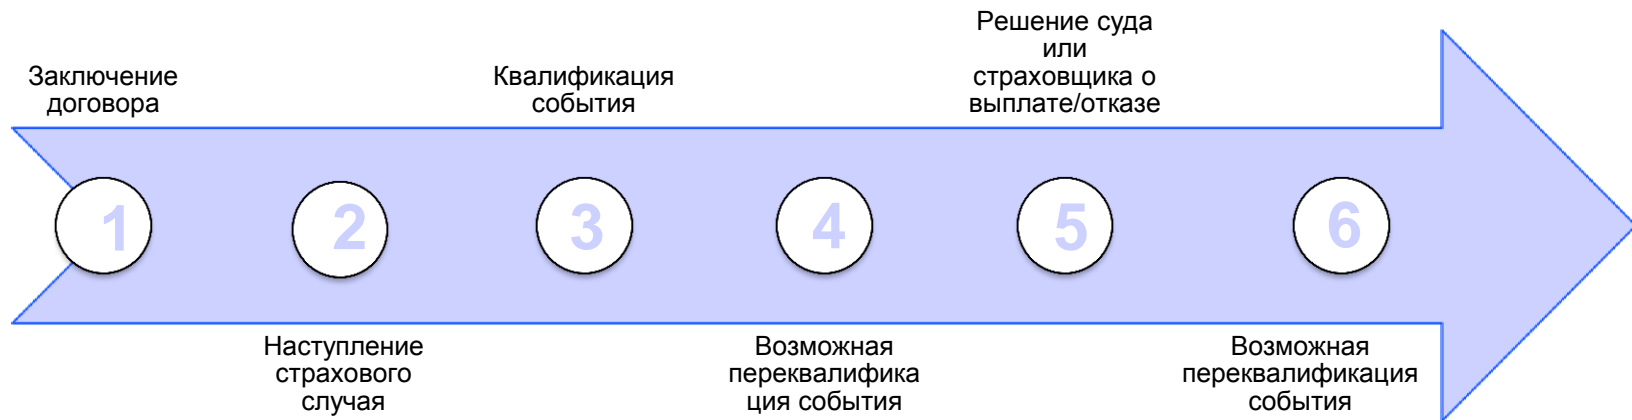 Решение суда
или
страховщика о
выплате/отказе
Заключение
договора
Квалификация
события
1
2
3
4
5
6
Наступление
страхового
случая
Возможная
переквалифика
ция события
Возможная
переквалификация
события